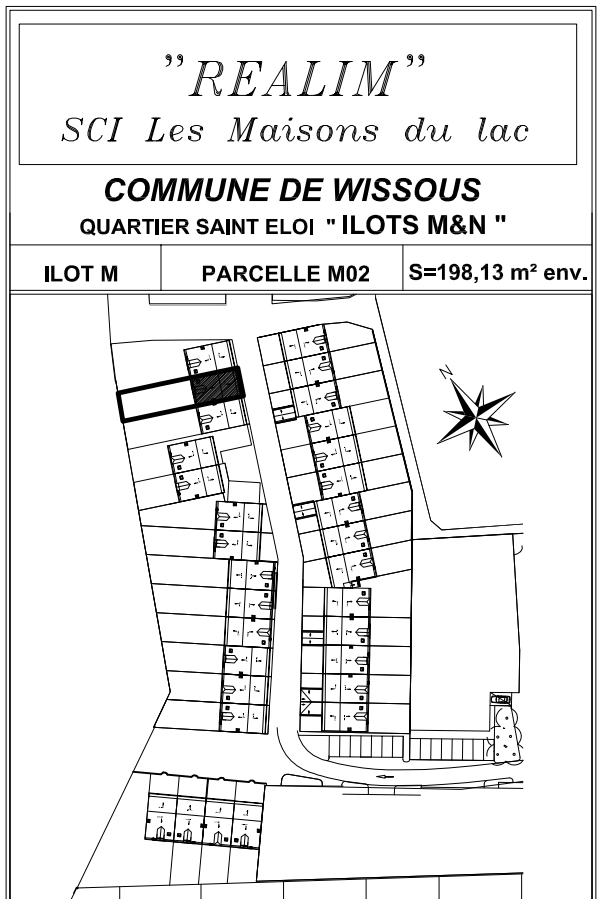 "REALIM"
SCI Les Maisons du lac
COMMUNE DE WISSOUS
QUARTIER SAINT ELOI " ILOTS M&N "
ILOT M
PARCELLE M02
S=198,13 m² env.
N